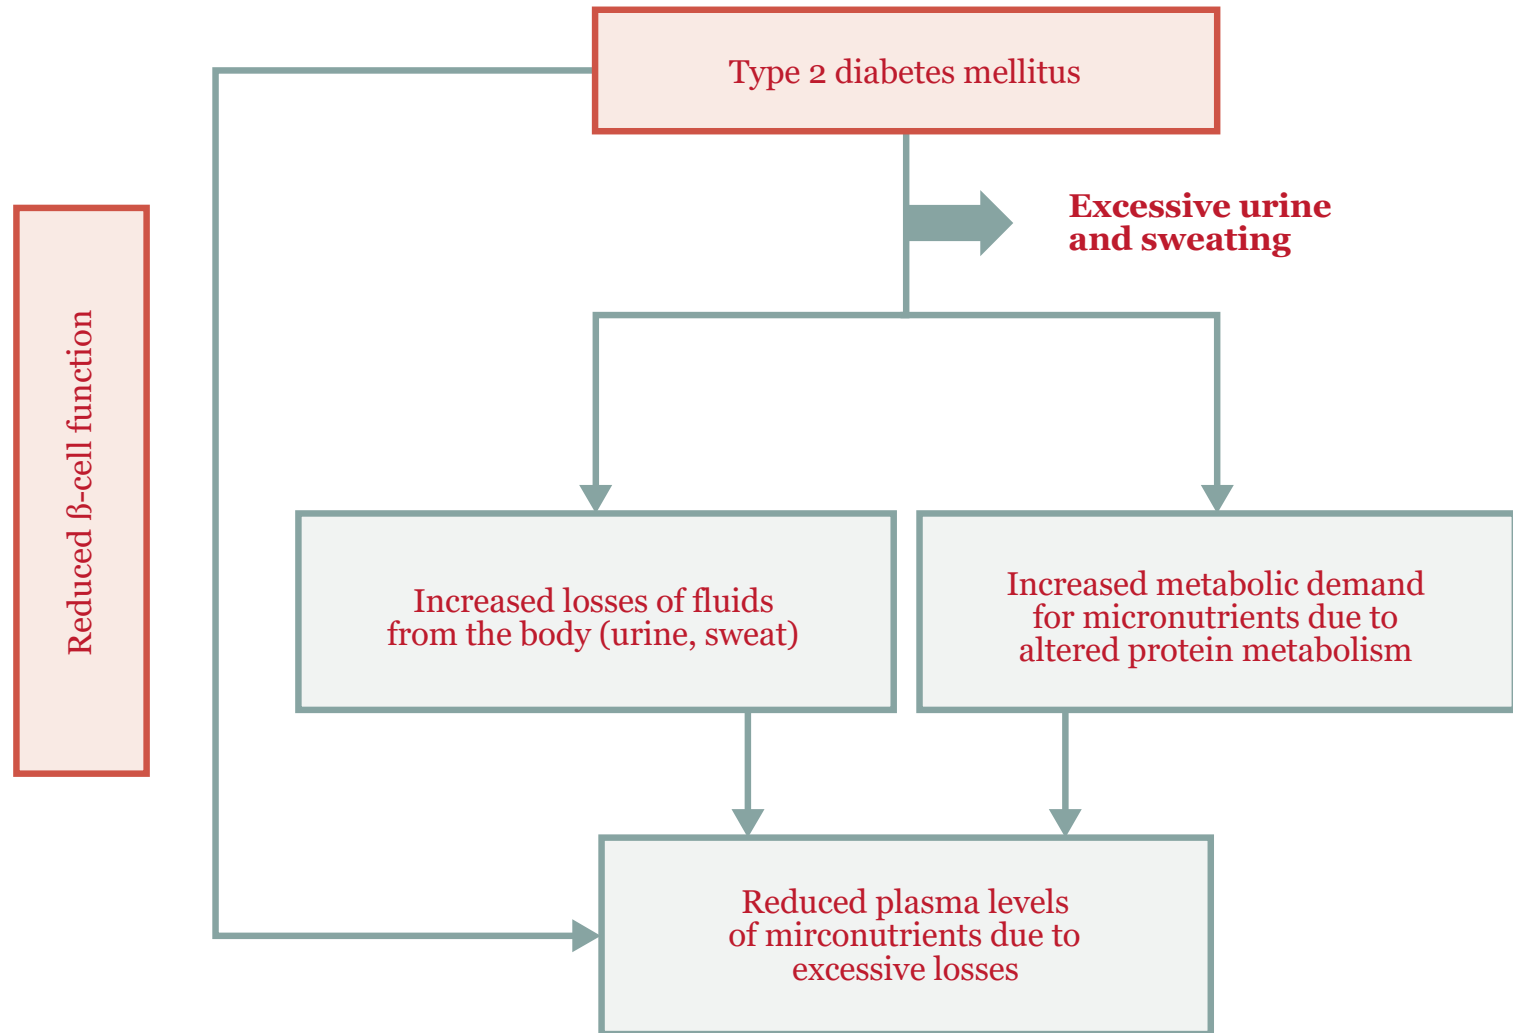 Type 2 diabetes mellitus
Excessive urine
and sweating
Reduced ß-cell function
Increased losses of fluids
from the body (urine, sweat)
Increased metabolic demand
for micronutrients due to
altered protein metabolism
Reduced plasma levels
of mirconutrients due to
excessive losses